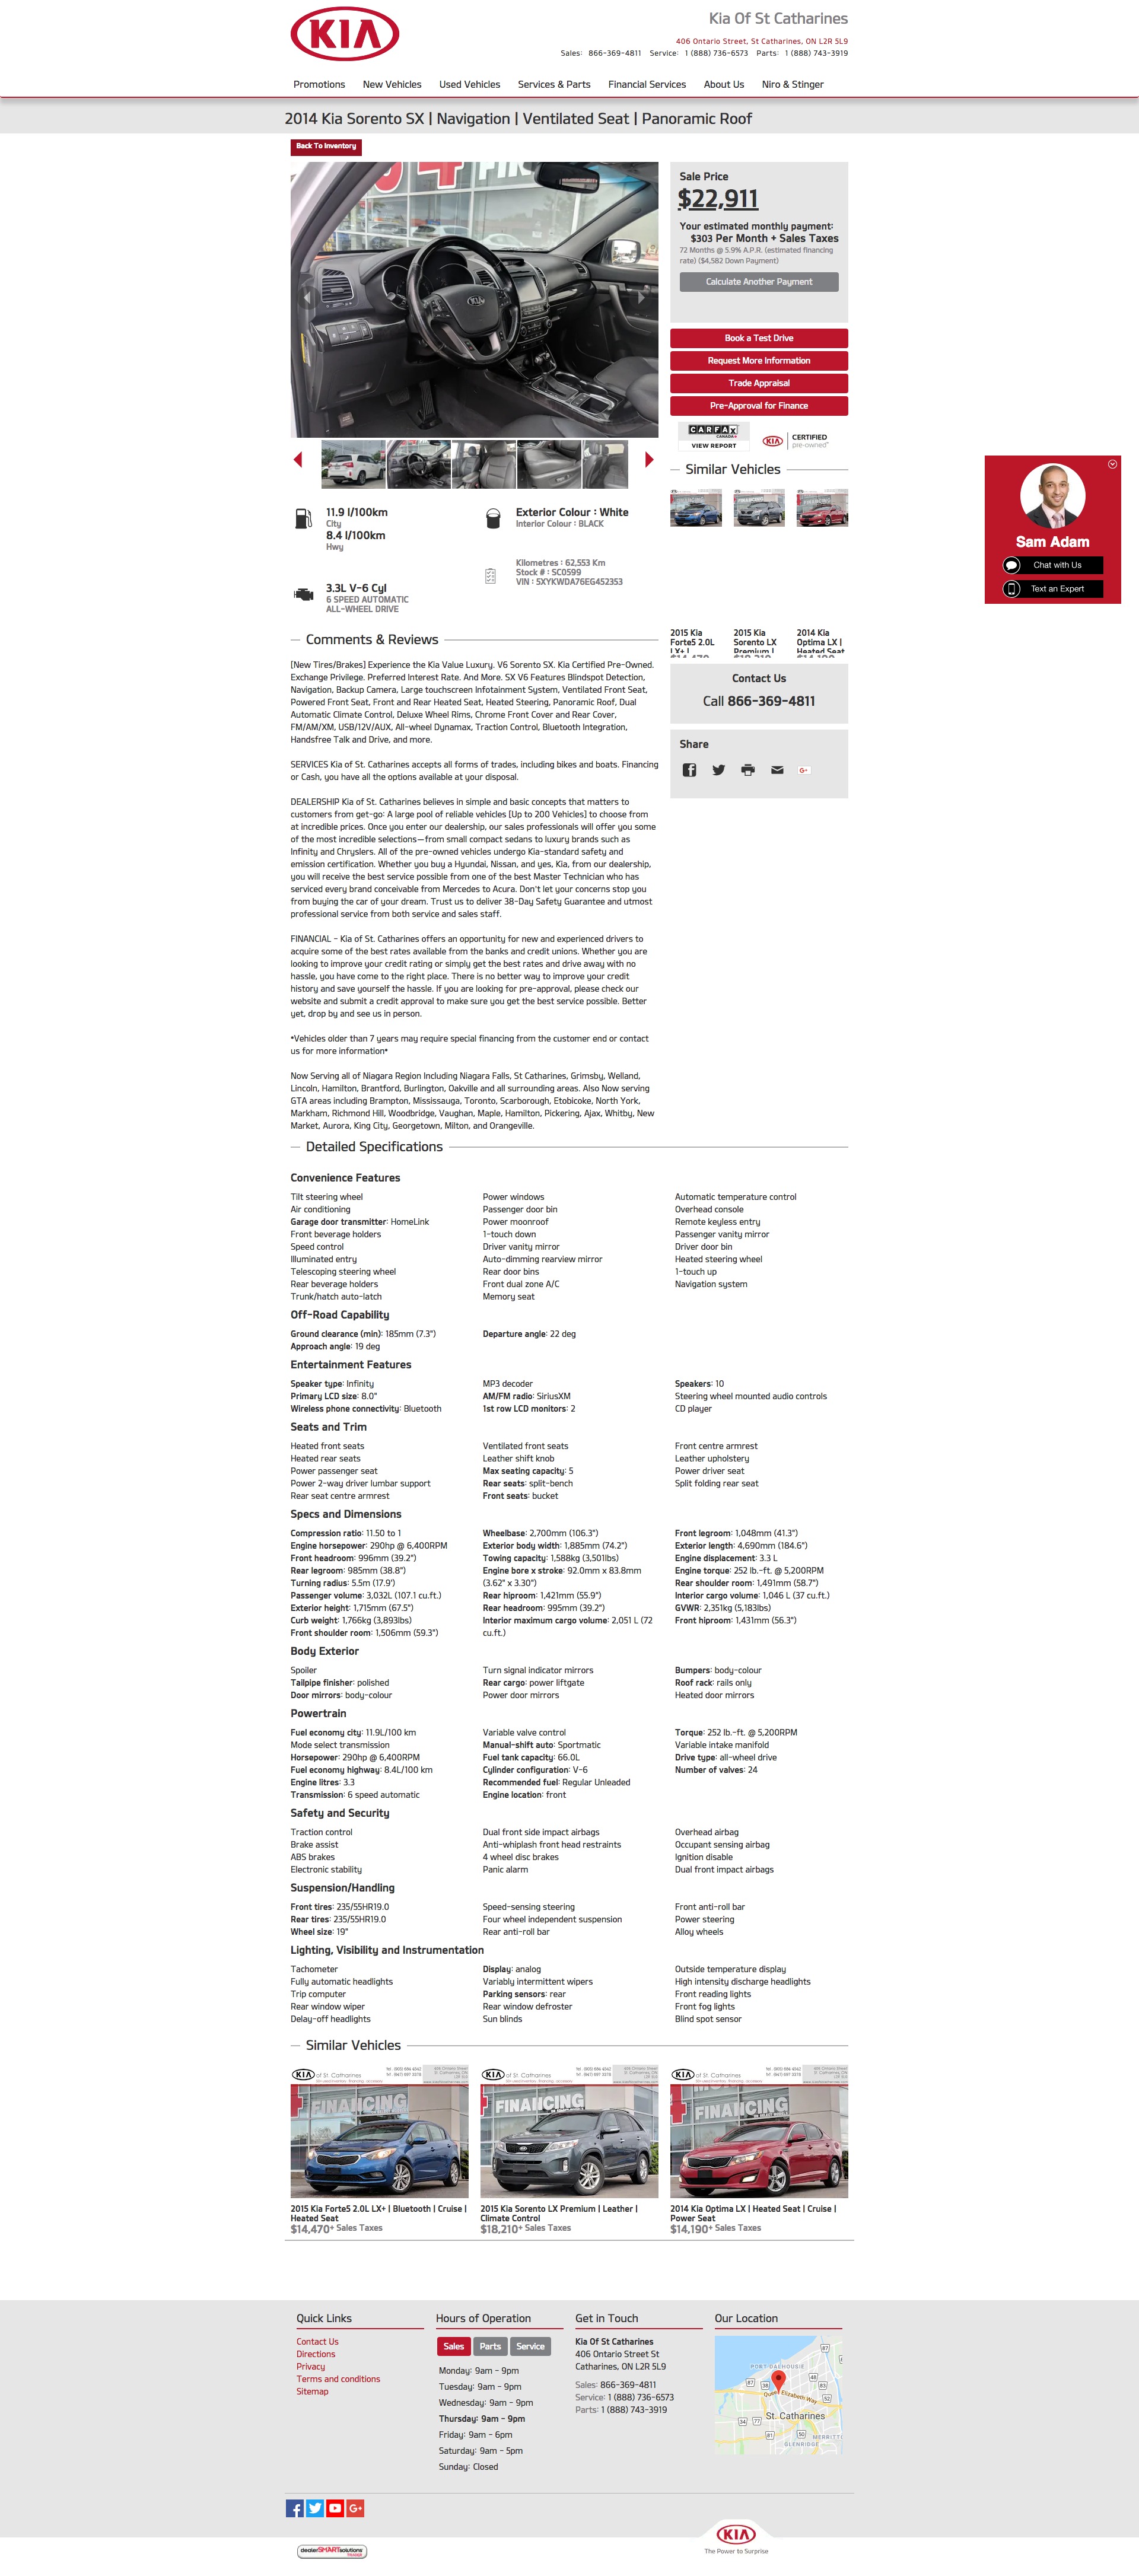 KIA
Kia Of St Catharines
406 Ontario Street, St Catharines, ON L2R 5L9
Sales: 866-369-4811 Service: 1 (888) 736-6573 Parts: 1 (888) 743-3919
Promotions New Vehicles Used Vehicles Services & Parts Financial Services About Us Niro & Stinger
2014 Kia Sorento SX | Navigation | Ventilated Seat | Panoramic Roof
Back To Inventory
Sale Price
$22,911
Your estimated monthly payment:
$303 Per Month + Sales Taxes
72 Months @ 5.9% A.P.R. (estimated financing
rate) ($4,582 Down Payment)
Calculate Another Payment
Book a Test Drive
Request More Information
Trade Appraisal
Pre-Approval for Finance
CARFAX
CANADA
VIEW REPORT
KIA CERTIFIED
pre-owned
Similar Vehicles
Sam Adam
Chat with Us
Text an Expert
11.9 l/100km
City
8.4 l/100km
Hwy
Exterior Colour : White
Interior Colour : BLACK
Kilometres : 62,553 Km
Stock # : SC0599
VIN : 5XYKWDA76EG452353
3.3L V-6 Cyl
6 SPEED AUTOMATIC
ALL-WHEEL DRIVE
2015 Kia
Forte5 2.0L
LX+ |
2015 Kia
Sorento LX
Premium |
2014 Kia
Optima LX |
Heated Seat
Contact Us
Call 866-369-4811
Share
Comments & Reviews
[New Tires/Brakes] Experience the Kia Value Luxury. V6 Sorento SX. Kia Certified Pre-Owned.
Exchange Privilege. Preferred Interest Rate. And More. SX V6 Features Blindspot Detection,
Navigation, Backup Camera, Large touchscreen Infotainment System, Ventilated Front Seat,
Powered Front Seat, Front and Rear Heated Seat, Heated Steering, Panoramic Roof, Dual
Automatic Climate Control, Deluxe Wheel Rims, Chrome Front Cover and Rear Cover,
FM/AM/XM, USB/12V/AUX, All-wheel Dynamax, Traction Control, Bluetooth Integration,
Handsfree Talk and Drive, and more.
SERVICES Kia of St. Catharines accepts all forms of trades, including bikes and boats. Financing
or Cash, you have all the options available at your disposal.
DEALERSHIP Kia of St. Catharines believes in simple and basic concepts that matters to
customers from get-go: A large pool of reliable vehicles [Up to 200 Vehicles] to choose from
at incredible prices. Once you enter our dealership, our sales professionals will offer you some
of the most incredible selections—from small compact sedans to luxury brands such as
Infinity and Chryslers. All of the pre-owned vehicles undergo Kia-standard safety and
emission certification. Whether you buy a Hyundai, Nissan, and yes, Kia, from our dealership,
you will receive the best service possible from one of the best Master Technician who has
serviced every brand conceivable from Mercedes to Acura. Don't let your concerns stop you
from buying the car of your dream. Trust us to deliver 38-Day Safety Guarantee and utmost
professional service from both service and sales staff.
FINANCIAL - Kia of St. Catharines offers an opportunity for new and experienced drivers to
acquire some of the best rates available from the banks and credit unions. Whether you are
looking to improve your credit rating or simply get the best rates and drive away with no
hassle, you have come to the right place. There is no better way to improve your credit
history and save yourself the hassle. If you are looking for pre-approval, please check our
website and submit a credit approval to make sure you get the best service possible. Better
yet, drop by and see us in person.
*Vehicles older than 7 years may require special financing from the customer end or contact
us for more information*
Now Serving all of Niagara Region Including Niagara Falls, St Catharines, Grimsby, Welland,
Lincoln, Hamilton, Brantford, Burlington, Oakville and all surrounding areas. Also Now serving
GTA areas including Brampton, Mississauga, Toronto, Scarborough, Etobicoke, North York,
Markham, Richmond Hill, Woodbridge, Vaughan, Maple, Hamilton, Pickering, Ajax, Whitby, New
Market, Aurora, King City, Georgetown, Milton, and Orangeville.
Detailed Specifications
Convenience Features
Tilt steering wheel Power windows Automatic temperature control
Air conditioning Passenger door bin Overhead console
Garage door transmitter: HomeLink Power moonroof Remote keyless entry
Front beverage holders 1-touch down Passenger vanity mirror
Speed control Driver vanity mirror Driver door bin
Illuminated entry Auto-dimming rearview mirror Heated steering wheel
Telescoping steering wheel Rear door bins 1-touch up
Rear beverage holders Front dual zone A/C Navigation system
Trunk/hatch auto-latch Memory seat
Off-Road Capability
Ground clearance (min): 185mm (7.3") Departure angle: 22 deg
Approach angle: 19 deg
Entertainment Features
Speaker type: Infinity MP3 decoder Speakers: 10
Primary LCD size: 8.0" AM/FM radio: SiriusXM Steering wheel mounted audio controls
Wireless phone connectivity: Bluetooth 1st row LCD monitors: 2 CD player
Seats and Trim
Heated front seats Ventilated front seats Front centre armrest
Heated rear seats Leather shift knob Leather upholstery
Power passenger seat Max seating capacity: 5 Power driver seat
Power 2-way driver lumbar support Rear seats: split-bench Split folding rear seat
Rear seat centre armrest Front seats: bucket
Specs and Dimensions
Compression ratio: 11.50 to 1 Wheelbase: 2,700mm (106.3") Front legroom: 1,048mm (41.3")
Engine horsepower: 290hp @ 6,400RPM Exterior body width: 1,885mm (74.2") Exterior length: 4,690mm (184.6")
Front headroom: 996mm (39.2") Towing capacity: 1,588kg (3,501lbs) Engine displacement: 3.3 L
Rear legroom: 985mm (38.8") Engine bore x stroke: 92.0mm x 83.8mm Engine torque: 252 lb.-ft. @ 5,200RPM
Turning radius: 5.5m (17.9') (3.62" x 3.30") Rear shoulder room: 1,491mm (58.7")
Passenger volume: 3,032L (107.1 cu.ft.) Rear hiproom: 1,421mm (55.9") Interior cargo volume: 1,046 L (37 cu.ft.)
Exterior height: 1,715mm (67.5") Rear headroom: 995mm (39.2") GVWR: 2,351kg (5,183lbs)
Curb weight: 1,766kg (3,893lbs) Interior maximum cargo volume: 2,051 L (72 Front hiproom: 1,431mm (56.3")
Front shoulder room: 1,506mm (59.3") cu.ft.)
Body Exterior
Spoiler Turn signal indicator mirrors Bumpers: body-colour
Tailpipe finisher: polished Rear cargo: power liftgate Roof rack: rails only
Door mirrors: body-colour Power door mirrors Heated door mirrors
Powertrain
Fuel economy city: 11.9L/100 km Variable valve control Torque: 252 lb.-ft. @ 5,200RPM
Mode select transmission Manual-shift auto: Sportmatic Variable intake manifold
Horsepower: 290hp @ 6,400RPM Fuel tank capacity: 66.0L Drive type: all-wheel drive
Fuel economy highway: 8.4L/100 km Cylinder configuration: V-6 Number of valves: 24
Engine litres: 3.3 Recommended fuel: Regular Unleaded
Transmission: 6 speed automatic Engine location: front
Safety and Security
Traction control Dual front side impact airbags Overhead airbag
Brake assist Anti-whiplash front head restraints Occupant sensing airbag
ABS brakes 4 wheel disc brakes Ignition disable
Electronic stability Panic alarm Dual front impact airbags
Suspension/Handling
Front tires: 235/55HR19.0 Speed-sensing steering Front anti-roll bar
Rear tires: 235/55HR19.0 Four wheel independent suspension Power steering
Wheel size: 19" Rear anti-roll bar Alloy wheels
Lighting, Visibility and Instrumentation
Tachometer Display: analog Outside temperature display
Fully automatic headlights Variably intermittent wipers High intensity discharge headlights
Trip computer Parking sensors: rear Front reading lights
Rear window wiper Rear window defroster Front fog lights
Delay-off headlights Sun blinds Blind spot sensor
Similar Vehicles
KIA of St. Catharines KIA of St. Catharines KIA of St. Catharines
FINANCING FINANCING FINANCING
2015 Kia Forte5 2.0L LX+ | Bluetooth | Cruise |
Heated Seat
$14,470+ Sales Taxes
2015 Kia Sorento LX Premium | Leather |
Climate Control
$18,210+ Sales Taxes
2014 Kia Optima LX | Heated Seat | Cruise |
Power Seat
$14,190+ Sales Taxes
Quick Links
Contact Us
Directions
Privacy
Terms and conditions
Sitemap
Hours of Operation
Sales Parts Service
Monday: 9am - 9pm
Tuesday: 9am - 9pm
Wednesday: 9am - 9pm
Thursday: 9am - 9pm
Friday: 9am - 6pm
Saturday: 9am - 5pm
Sunday: Closed
Get in Touch
Kia Of St Catharines
406 Ontario Street St
Catharines, ON L2R 5L9
Sales: 866-369-4811
Service: 1 (888) 736-6573
Parts: 1 (888) 743-3919
Our Location
PORT DALHOUSIE
Queen Elizabeth Way
St. Catharines
MERRITT
GLENRIDGE
KIA
The Power to Surprise
dealerSMARTsolutions